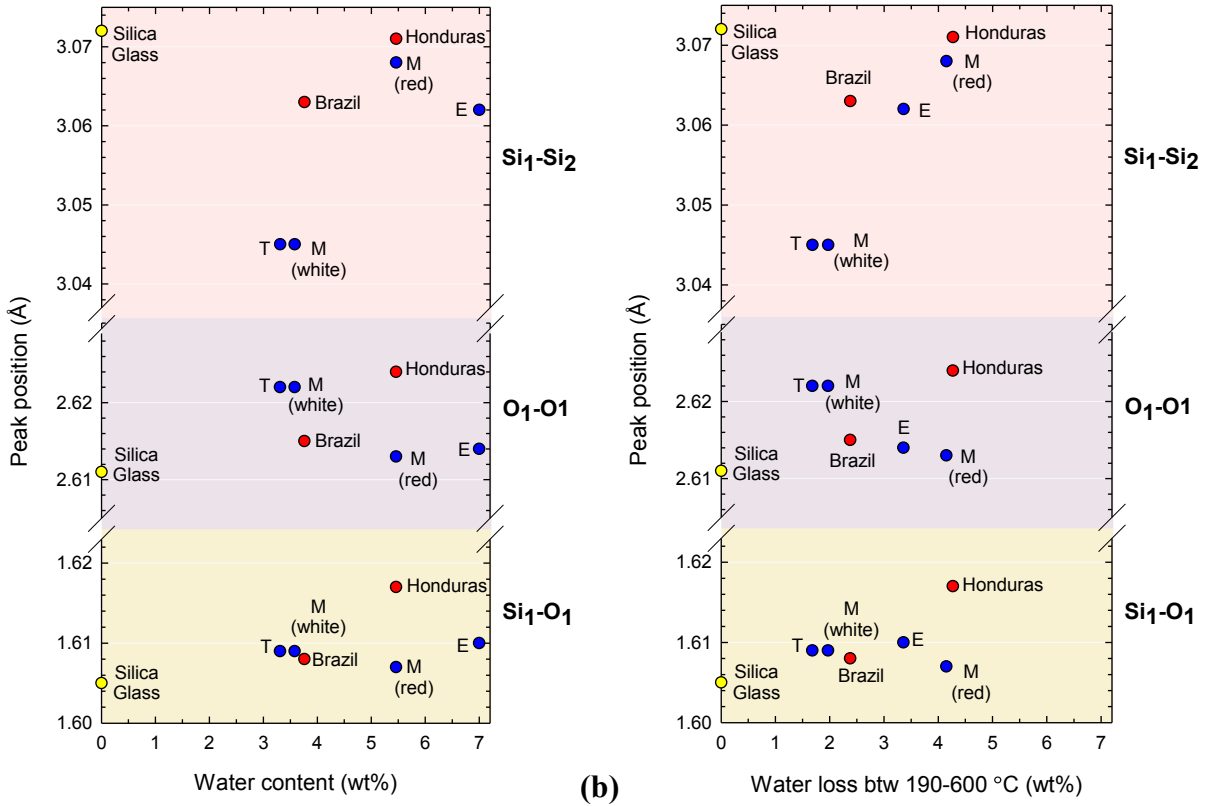 3.07
3.06
3.05
3.04
2.62
2.61
1.62
1.61
1.60
Peak position (Å)
Silica
Glass
Honduras
M
(red)
Brazil
E
T
M
(white)
Si1-Si2
T
M
(white)
Honduras
Brazil
Silica
Glass
M
(red)
E
O1-O1
Honduras
M
(white)
T
Brazil
Silica
Glass
M
(red)
E
Si1-O1
0 1 2 3 4 5 6 7
Water content (wt%)
(b)
3.07
3.06
3.05
3.04
2.62
2.61
1.62
1.61
1.60
Peak position (Å)
Silica
Glass
Honduras
M
(red)
Brazil
E
T
M
(white)
Si1-Si2
T
M
(white)
Honduras
Brazil
E
Silica
Glass
M
(red)
O1-O1
Honduras
M
(white)
T
E
Brazil
Silica
Glass
M
(red)
Si1-O1
0 1 2 3 4 5 6 7
Water loss btw 190-600 °C (wt%)